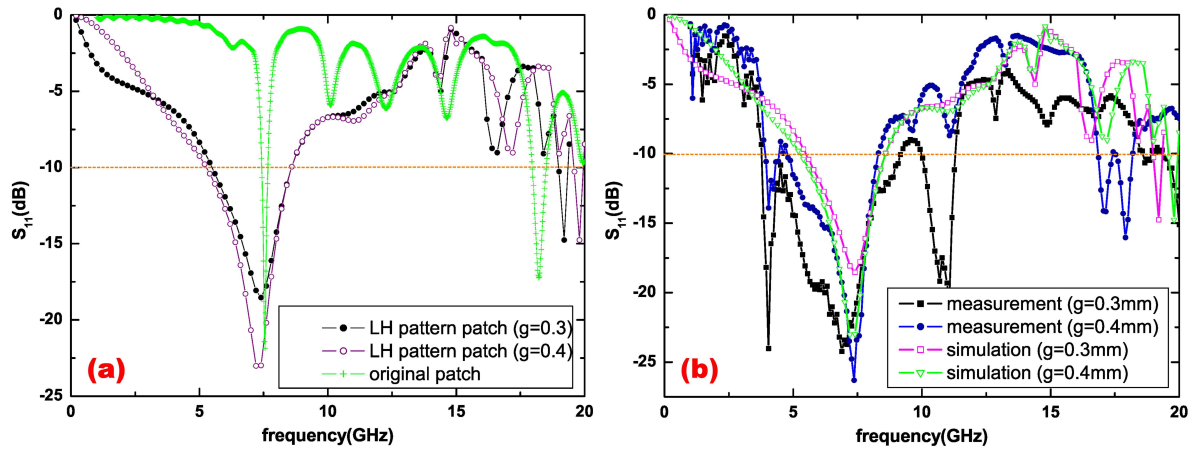 0
-5
-10
-15
-20
-25
S11(dB)
(a)
LH pattern patch (g=0.3)
LH pattern patch (g=0.4)
original patch
0 5 10 15 20
frequency(GHz)
0
-5
-10
-15
-20
-25
S11(dB)
(b)
measurement (g=0.3mm)
measurement (g=0.4mm)
simulation (g=0.3mm)
simulation (g=0.4mm)
0 5 10 15 20
frequency(GHz)